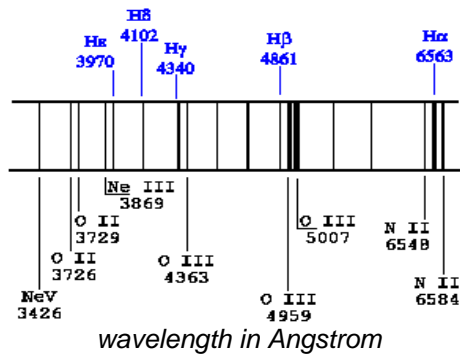 Hδ
4102
Hε
3970
Hγ
4340
Hβ
4861
Hα
6563
Ne III
3869
O II
3729
O II
3726
NeV
3426
O III
4363
O III
5007
O III
4959
N II
6548
N II
6584
wavelength in Angstrom